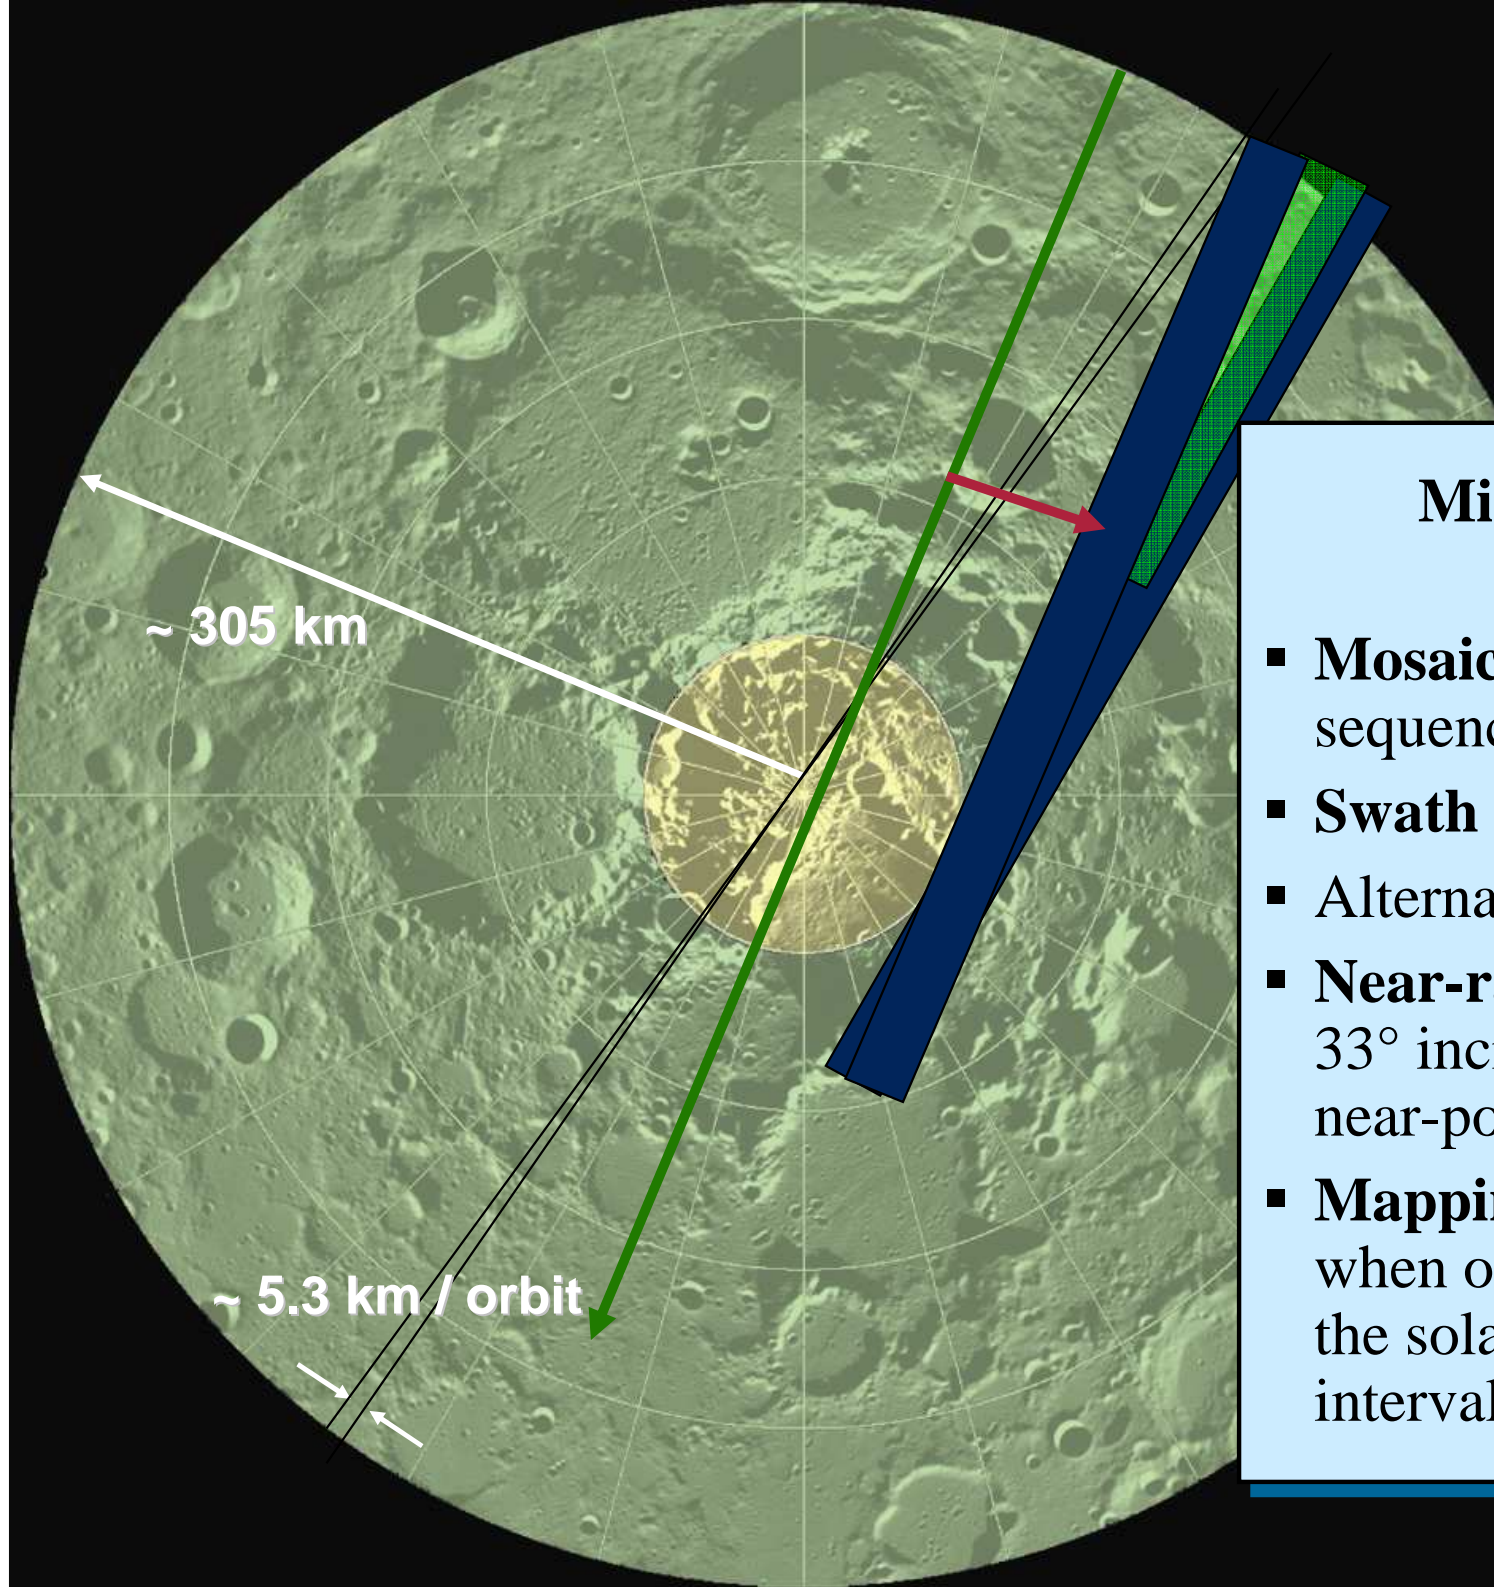 ~ 305 km
~ 5.3 km / orbit
Mi
▪ Mosaic
sequenc
▪ Swath
▪ Alterna
▪ Near-r
33° inci
near-po
▪ Mappi
when o
the sola
interval